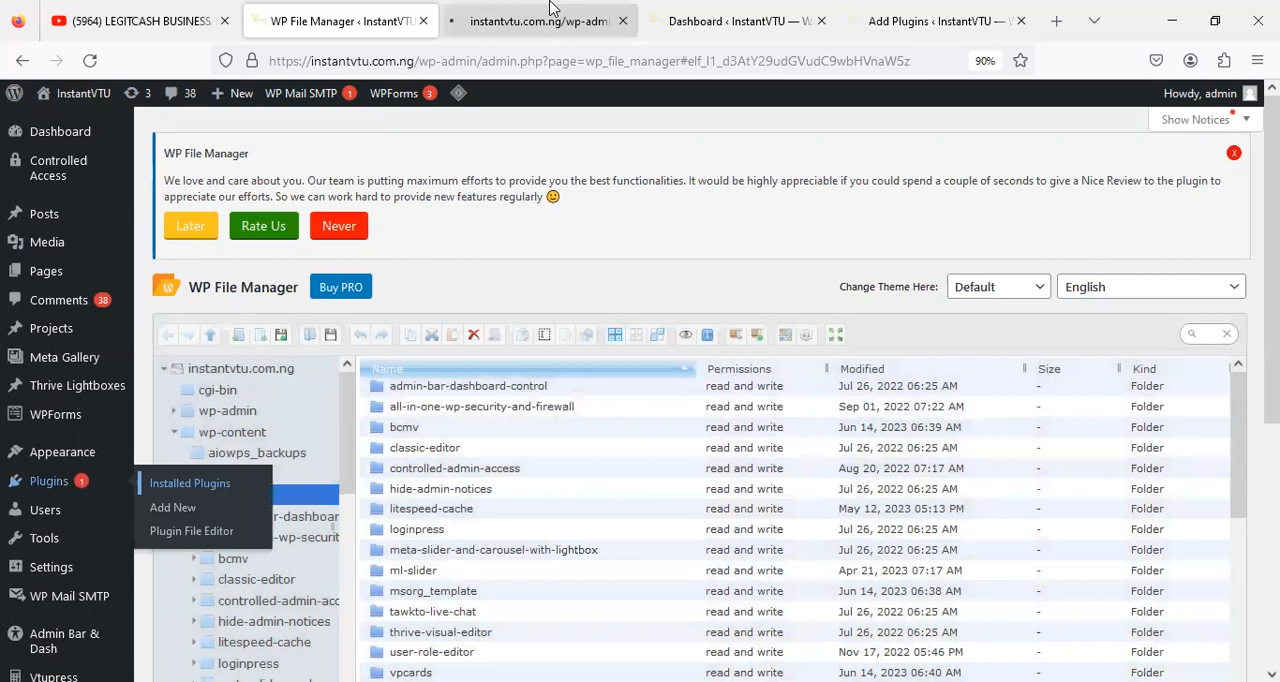 (5964) LEGITCASH BUSINESS/
WP File Manager ‹ InstantVTU
instantvtu.com.ng/wp-admi
Dashboard ‹ InstantVTU — W
Add Plugins ‹ InstantVTU —
https://instantvtu.com.ng/wp-admin/admin.php?page=wp_file_manager#elf_l1_d3AtY29udGVudC9wbHVnaW5z
90%
InstantVTU
3
38
New
WP Mail SMTP 1
WPForms 3
Howdy, admin
Show Notices
Dashboard
Controlled
Access
Posts
Media
Pages
Comments 38
Projects
Meta Gallery
Thrive Lightboxes
WPForms
Appearance
Plugins 1
Users
Tools
Settings
WP Mail SMTP
Admin Bar &
Dash
Vtupress
Installed Plugins
Add New
Plugin File Editor
WP File Manager
X
We love and care about you. Our team is putting maximum efforts to provide you the best functionalities. It would be highly appreciable if you could spend a couple of seconds to give a Nice Review to the plugin to
appreciate our efforts. So we can work hard to provide new features regularly
Later
Rate Us
Never
WP File Manager
Buy PRO
Change Theme Here:
Default
English
instantvtu.com.ng
cgi-bin
wp-admin
wp-content
aiowps_backups
r-dashboar
wp-securit
bcmv
classic-editor
controlled-admin-acc
hide-admin-notices
litespeed-cache
loginpress
Name Permissions Modified Size Kind
admin-bar-dashboard-control read and write Jul 26, 2022 06:25 AM - Folder
all-in-one-wp-security-and-firewall read and write Sep 01, 2022 07:22 AM - Folder
bcmv read and write Jun 14, 2023 06:39 AM - Folder
classic-editor read and write Jul 26, 2022 06:25 AM - Folder
controlled-admin-access read and write Aug 20, 2022 07:17 AM - Folder
hide-admin-notices read and write Jul 26, 2022 06:25 AM - Folder
litespeed-cache read and write May 12, 2023 05:13 PM - Folder
loginpress read and write Jul 26, 2022 06:25 AM - Folder
meta-slider-and-carousel-with-lightbox read and write Jul 26, 2022 06:25 AM - Folder
ml-slider read and write Apr 21, 2023 07:17 AM - Folder
msorg_template read and write Jun 14, 2023 06:38 AM - Folder
tawkto-live-chat read and write Jul 26, 2022 06:25 AM - Folder
thrive-visual-editor read and write Jul 26, 2022 06:25 AM - Folder
user-role-editor read and write Nov 17, 2022 05:46 PM - Folder
vpcards read and write Jun 14, 2023 06:40 AM - Folder